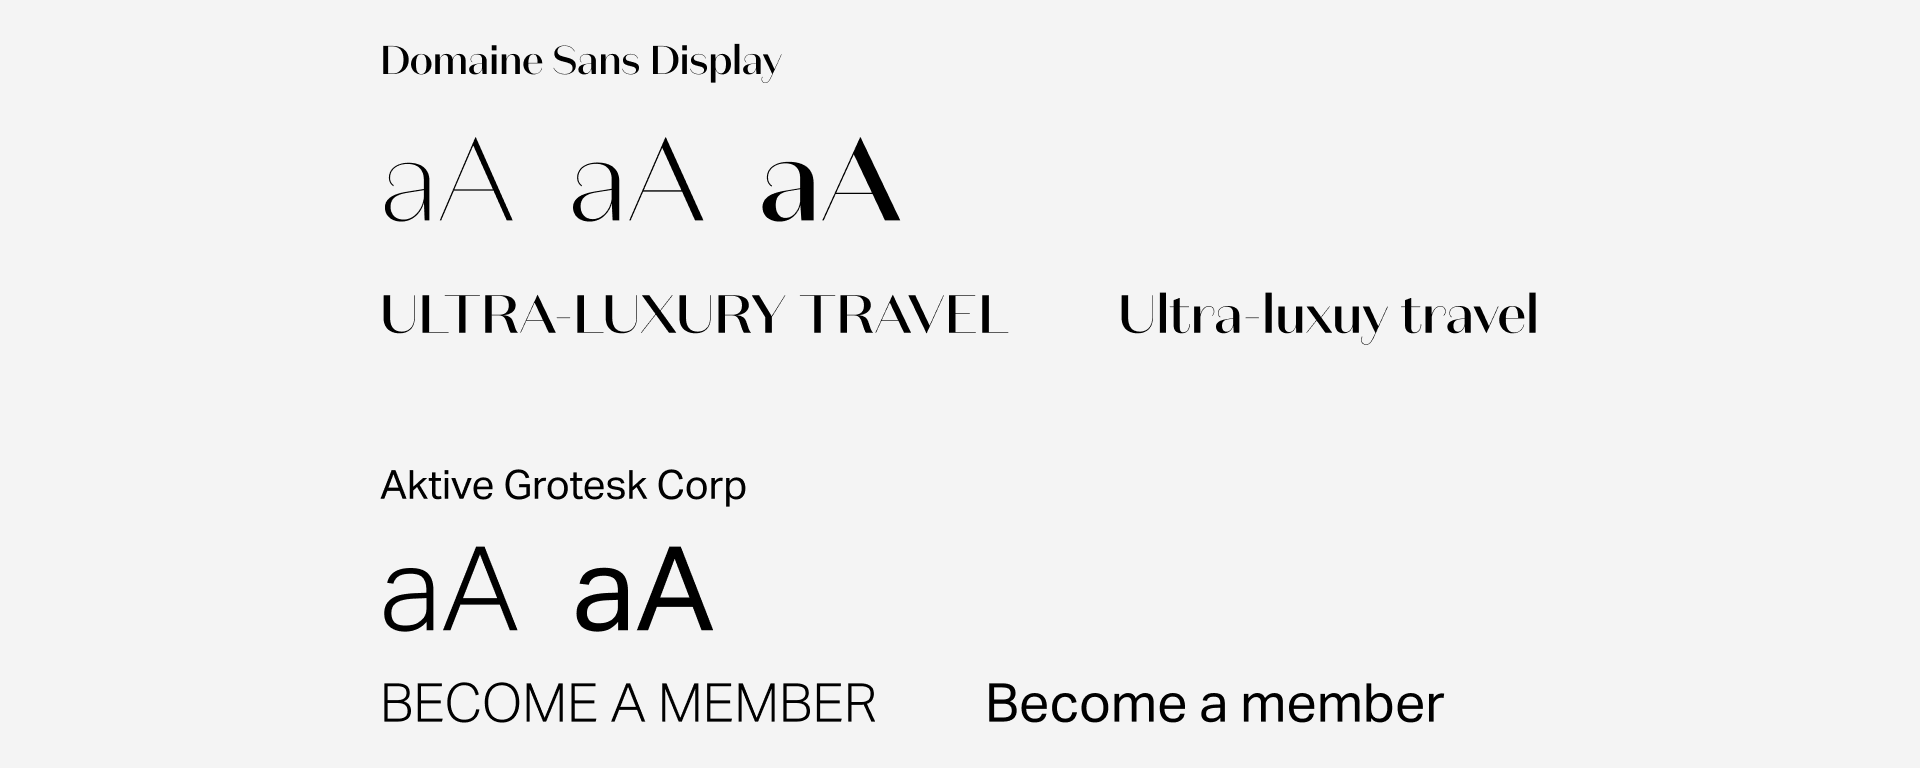 Domaine Sans Display
aA aA aA
ULTRA-LUXURY TRAVEL Ultra-luxuy travel
Aktive Grotesk Corp
aA aA
BECOME A MEMBER Become a member